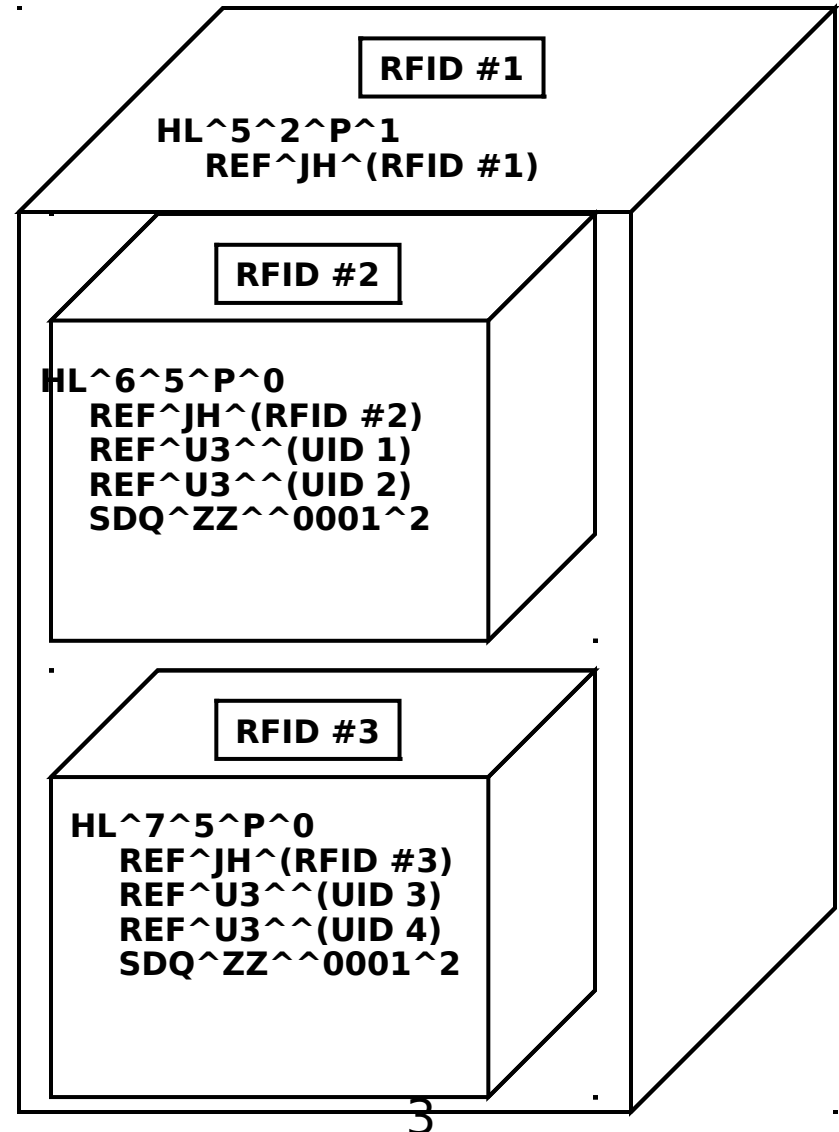 RFID #1
HL^5^2^P^1
REF^JH^(RFID #1)
RFID #2
HL^6^5^P^0
REF^JH^(RFID #2)
REF^U3^^(UID 1)
REF^U3^^(UID 2)
SDQ^ZZ^^0001^2
RFID #3
HL^7^5^P^0
REF^JH^(RFID #3)
REF^U3^^(UID 3)
REF^U3^^(UID 4)
SDQ^ZZ^^0001^2
3